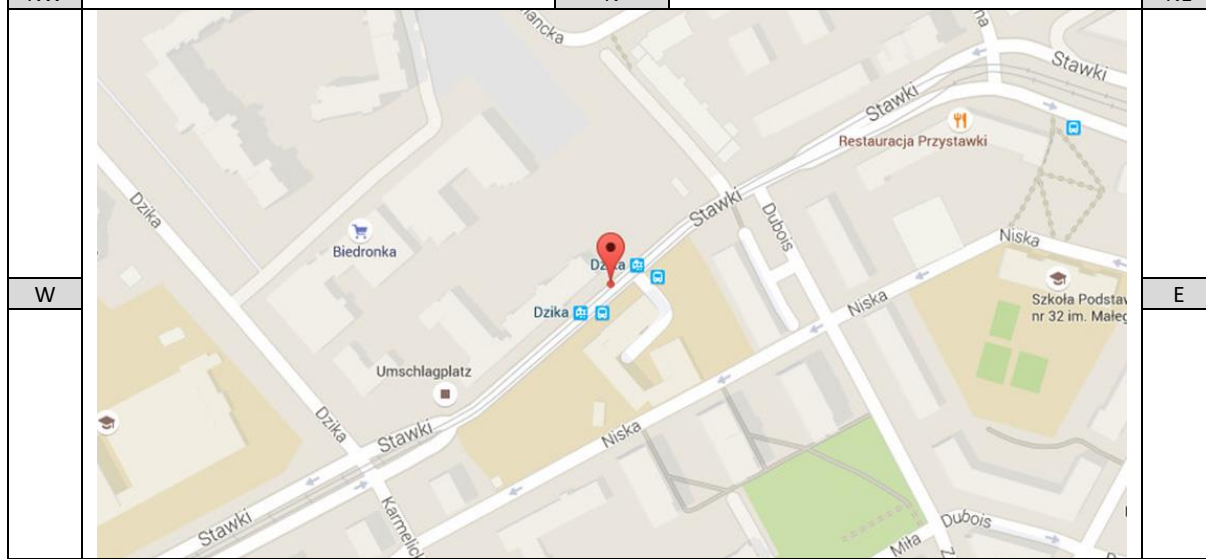 Stawki
Stawki
Restauracja Przystawki
Dzika
Stawki
Dubois
Biedronka
Niska
Dzika
W
E
Szkoła Podstaw
nr 32 im. Małeg
Niska
Dzika
Umschlagplatz
Dzika
Stawki
Niska
Stawki
Karmelick
Dubois
Miła